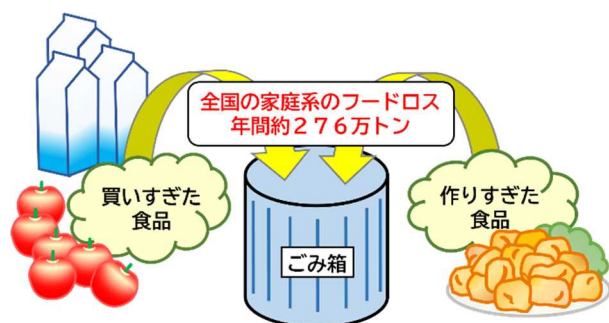 全国の家庭系のフードロス
年間約２７６万トン
買いすぎた
食品
作りすぎた
食品
ごみ箱